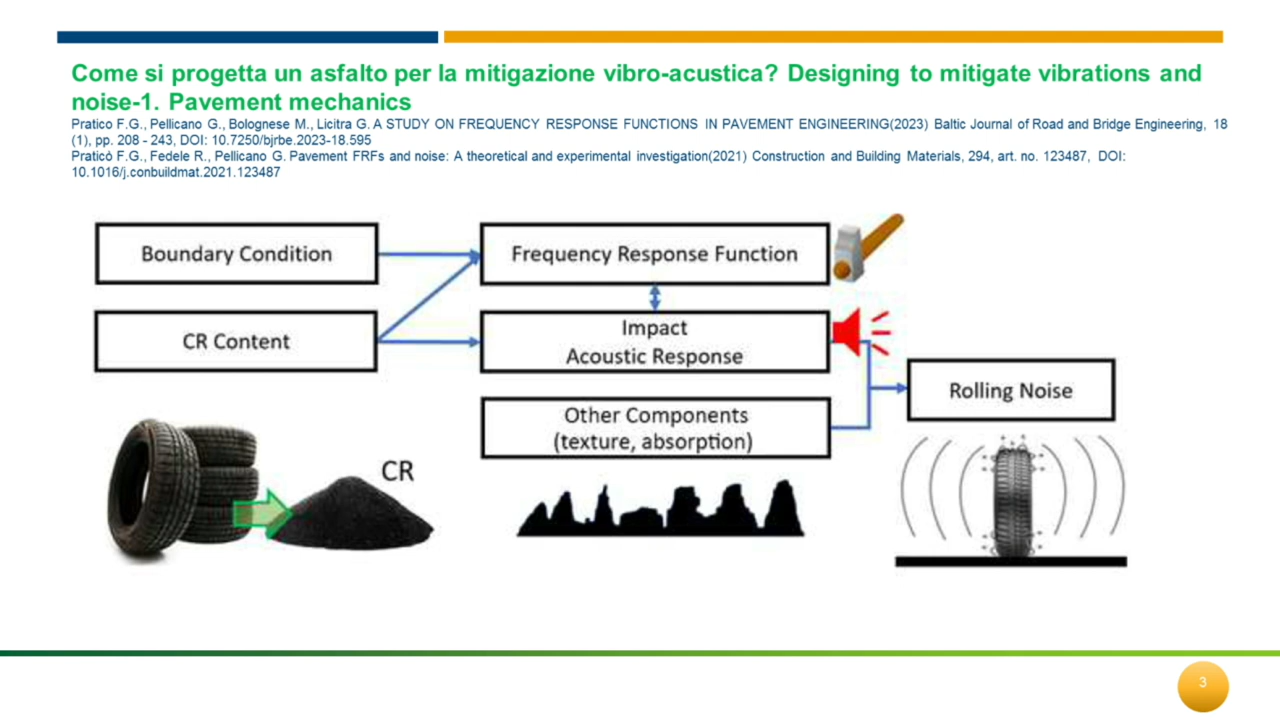 Come si progetta un asfalto per la mitigazione vibro-acustica? Designing to mitigate vibrations and
noise-1. Pavement mechanics
Pratico F.G., Pellicano G., Bolognese M., Licitra G. A STUDY ON FREQUENCY RESPONSE FUNCTIONS IN PAVEMENT ENGINEERING(2023) Baltic Journal of Road and Bridge Engineering, 18
(1), pp. 208 - 243, DOI: 10.7250/bjrbe.2023-18.595
Praticò F.G., Fedele R., Pellicano G. Pavement FRFs and noise: A theoretical and experimental investigation(2021) Construction and Building Materials, 294, art. no. 123487, DOI:
10.1016/j.conbuildmat.2021.123487
Boundary Condition
Frequency Response Function
CR Content
Impact
Acoustic Response
Other Components
(texture, absorption)
Rolling Noise
CR
3